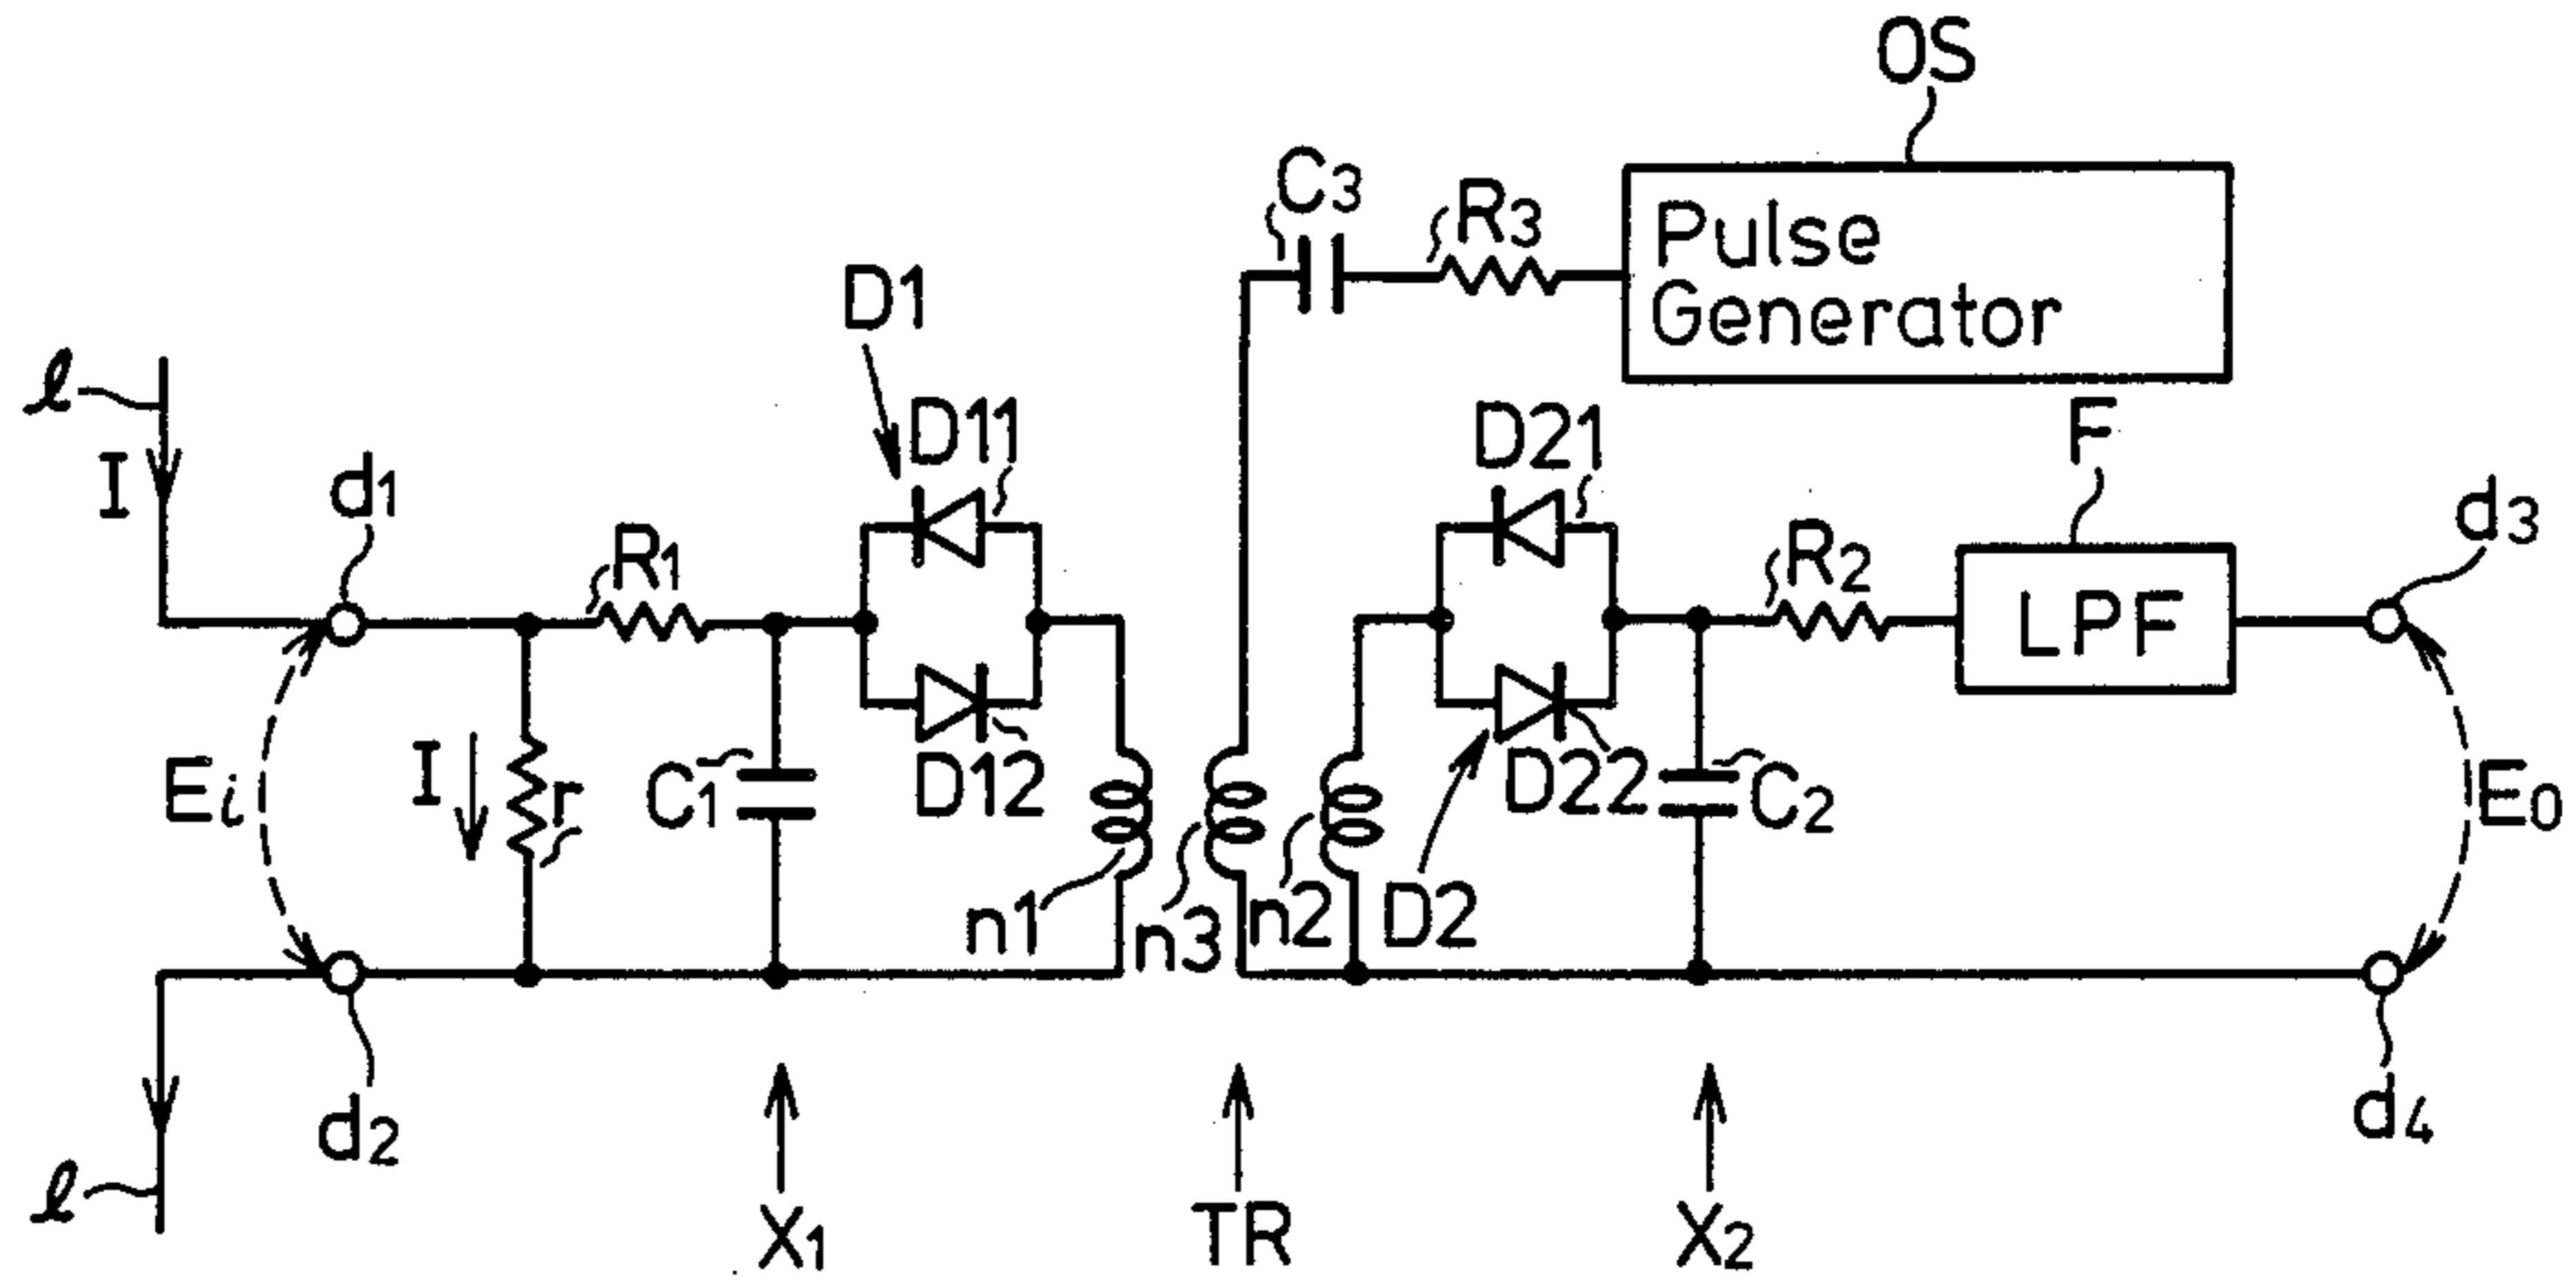 OS
C3
R3
Pulse
Generator
D1
D11
D21
F
ℓ
I
d1
R1
R2
LPF
d3
Ei
I
r
C1
D12
D22
C2
E0
n1
n3
n2
D2
d2
d4
ℓ
X1
TR
X2